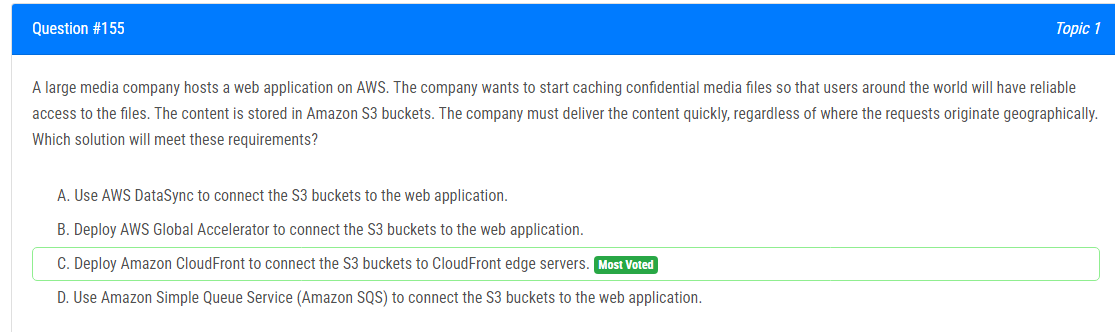 Question #155
Topic 1
A large media company hosts a web application on AWS. The company wants to start caching confidential media files so that users around the world will have reliable
access to the files. The content is stored in Amazon S3 buckets. The company must deliver the content quickly, regardless of where the requests originate geographically.
Which solution will meet these requirements?
A. Use AWS DataSync to connect the S3 buckets to the web application.
B. Deploy AWS Global Accelerator to connect the S3 buckets to the web application.
C. Deploy Amazon CloudFront to connect the S3 buckets to CloudFront edge servers. Most Voted
D. Use Amazon Simple Queue Service (Amazon SQS) to connect the S3 buckets to the web application.